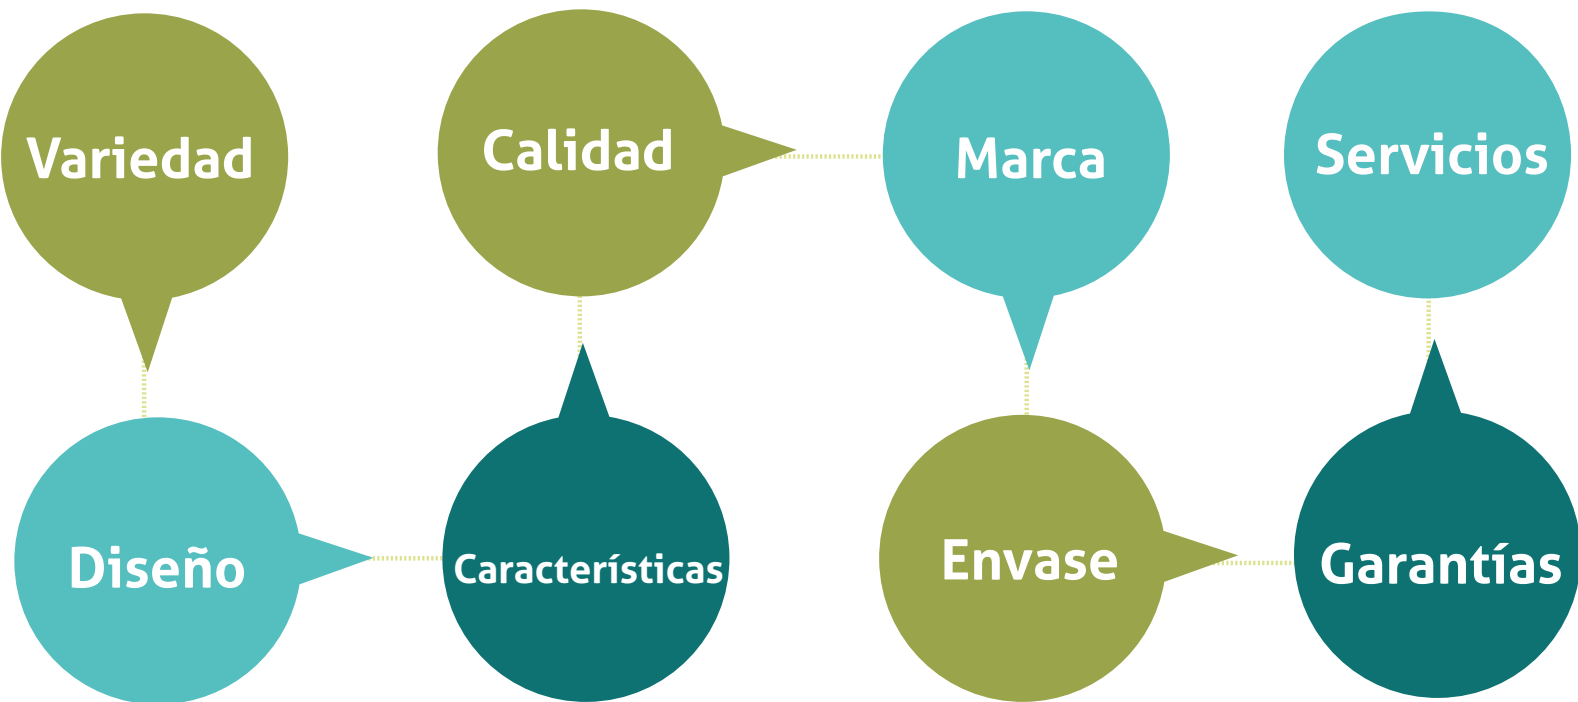 Variedad
Diseño
Características
Calidad
Marca
Envase
Garantías
Servicios